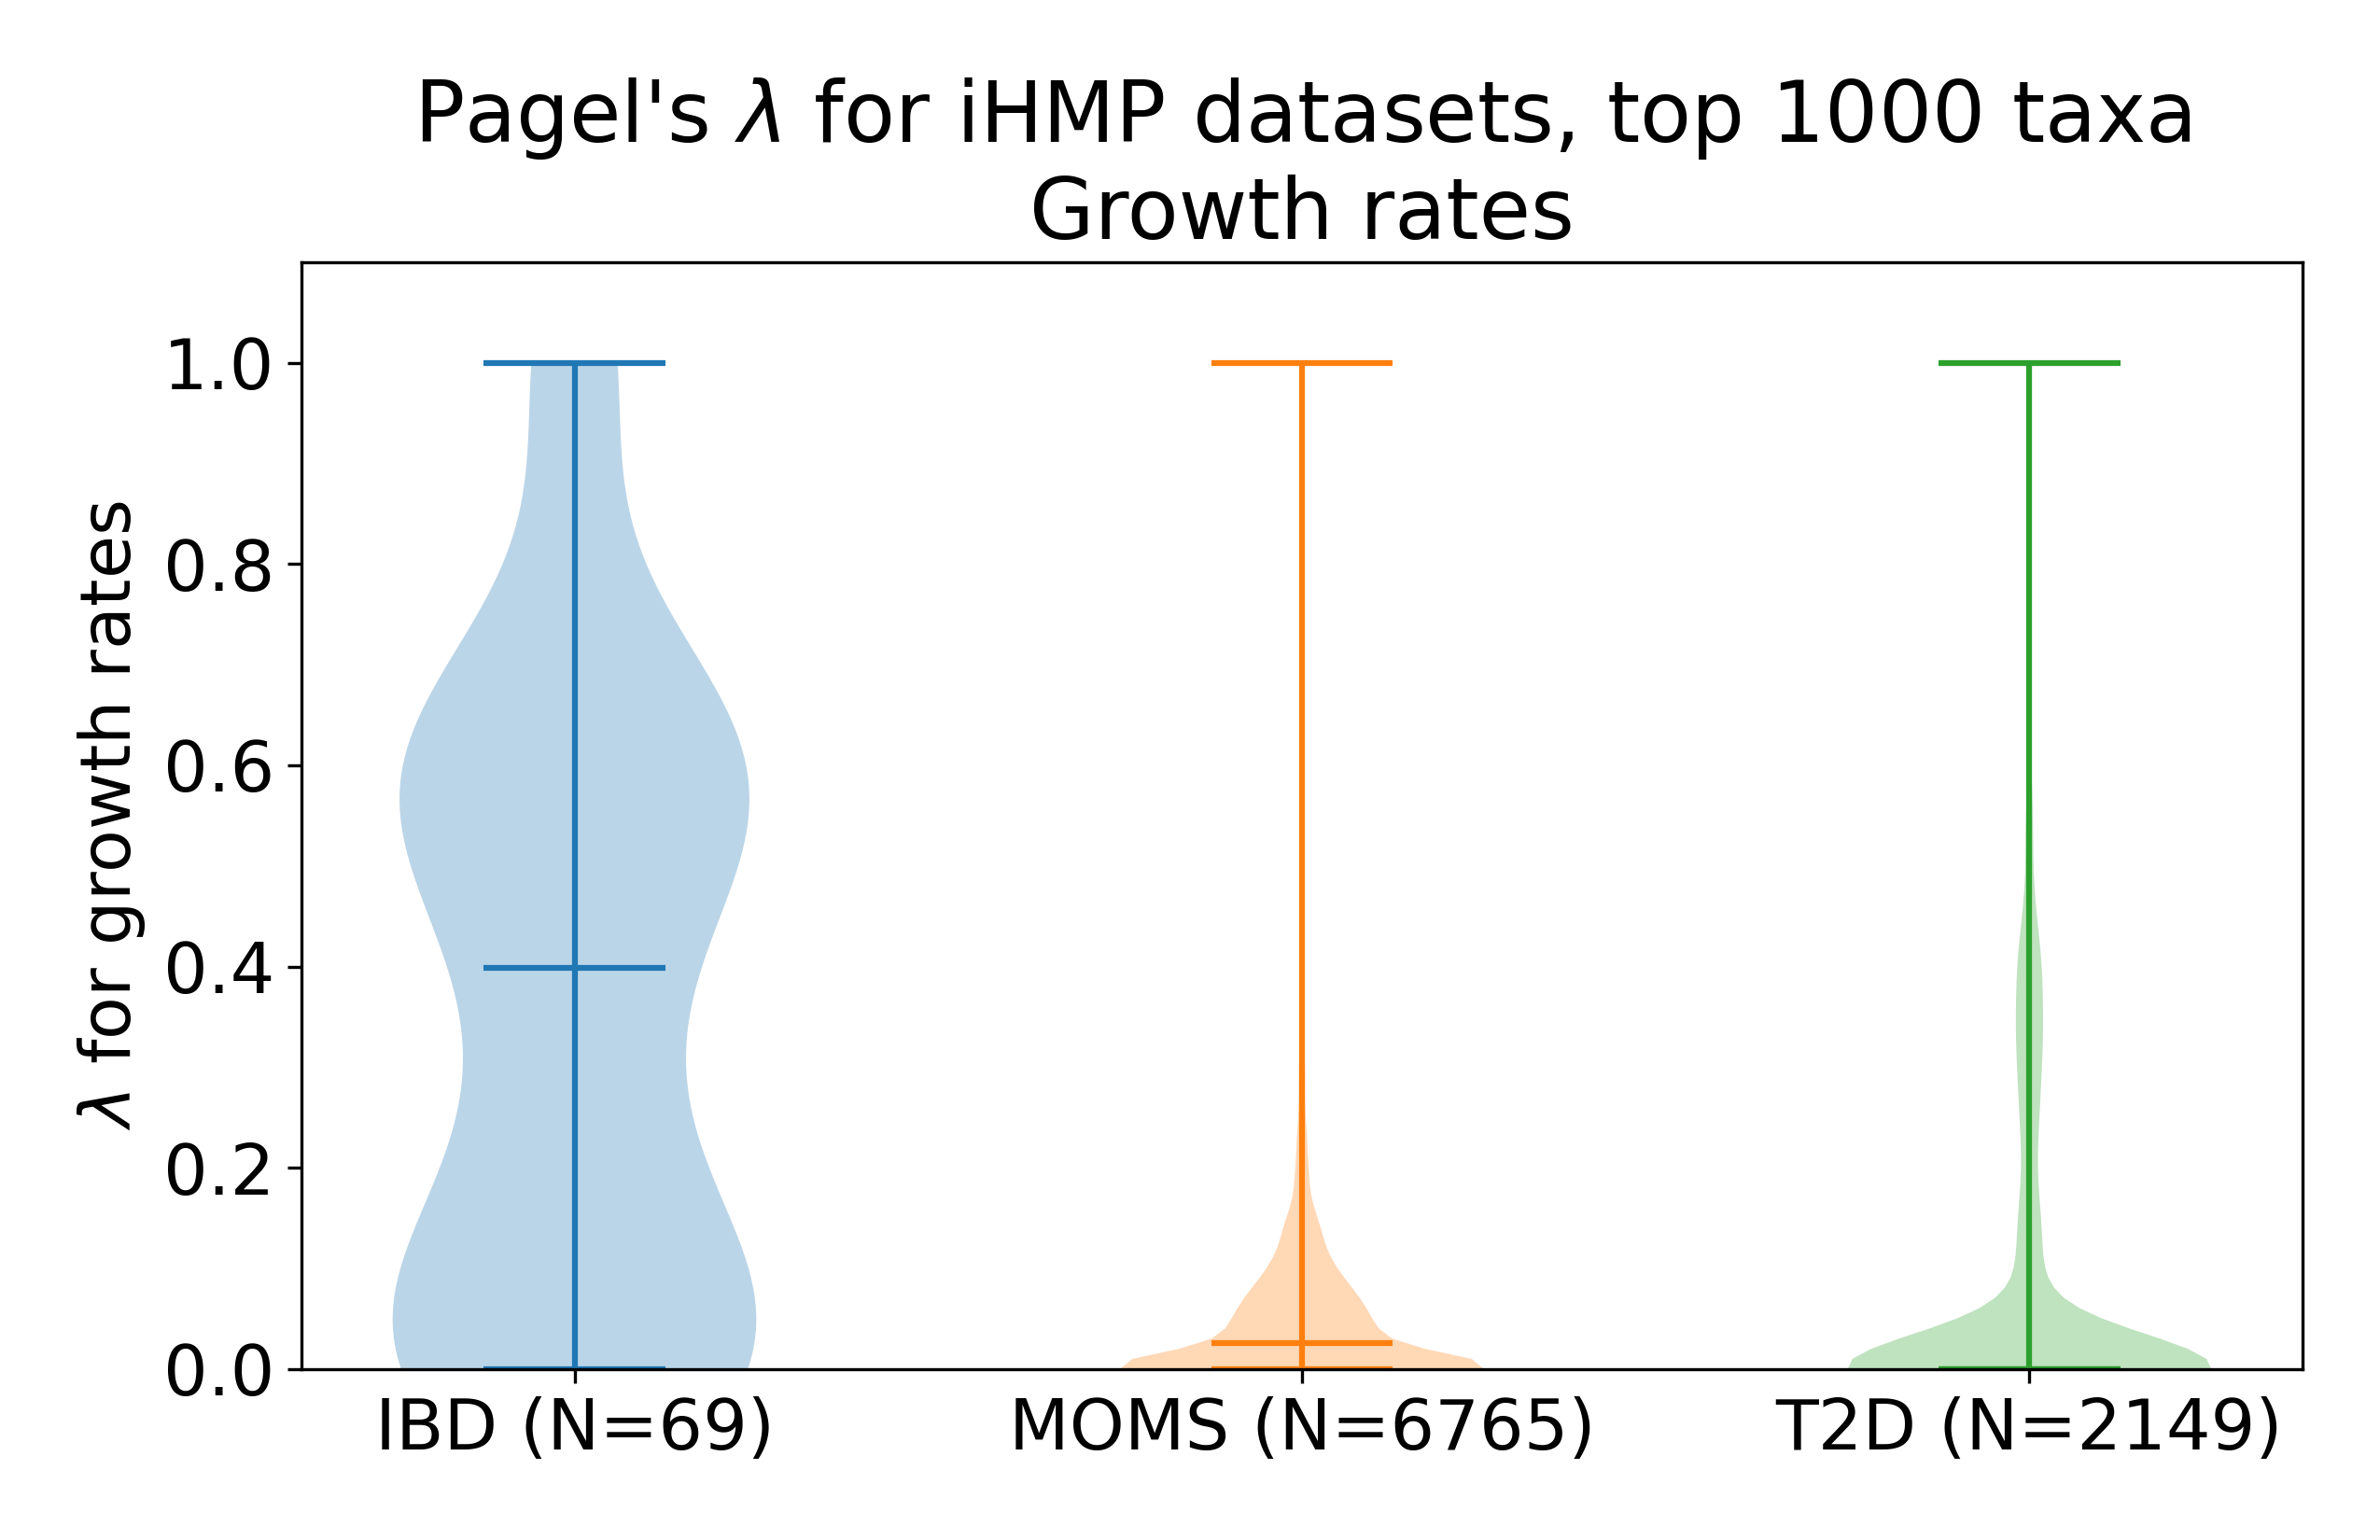 Pagel's λ for iHMP datasets, top 1000 taxa
Growth rates
λ for growth rates
1.0
0.8
0.6
0.4
0.2
0.0
IBD (N=69)
MOMS (N=6765)
T2D (N=2149)